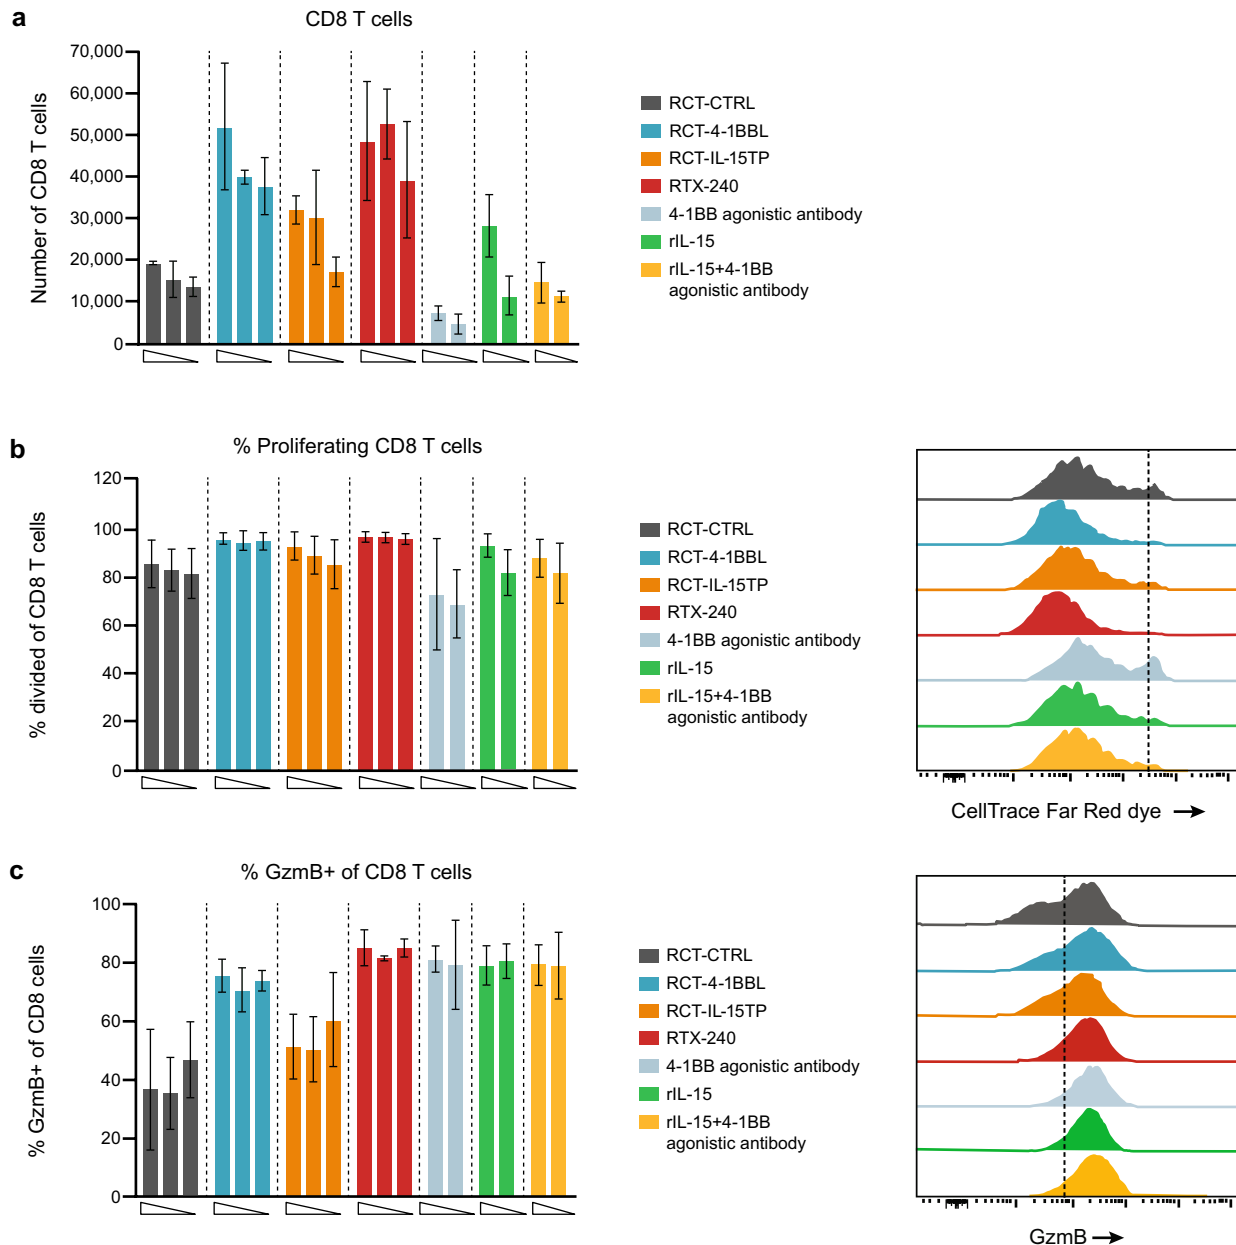 a
CD8 T cells
Number of CD8 T cells
70,000
60,000
50,000
40,000
30,000
20,000
10,000
0
RCT-CTRL
RCT-4-1BBL
RCT-IL-15TP
RTX-240
4-1BB agonistic antibody
rIL-15
rIL-15+4-1BB
agonistic antibody
b
% Proliferating CD8 T cells
% divided of CD8 T cells
120
100
80
60
40
20
0
RCT-CTRL
RCT-4-1BBL
RCT-IL-15TP
RTX-240
4-1BB agonistic antibody
rIL-15
rIL-15+4-1BB
agonistic antibody
CellTrace Far Red dye
c
% GzmB+ of CD8 T cells
% GzmB+ of CD8 cells
100
80
60
40
20
0
RCT-CTRL
RCT-4-1BBL
RCT-IL-15TP
RTX-240
4-1BB agonistic antibody
rIL-15
rIL-15+4-1BB
agonistic antibody
GzmB